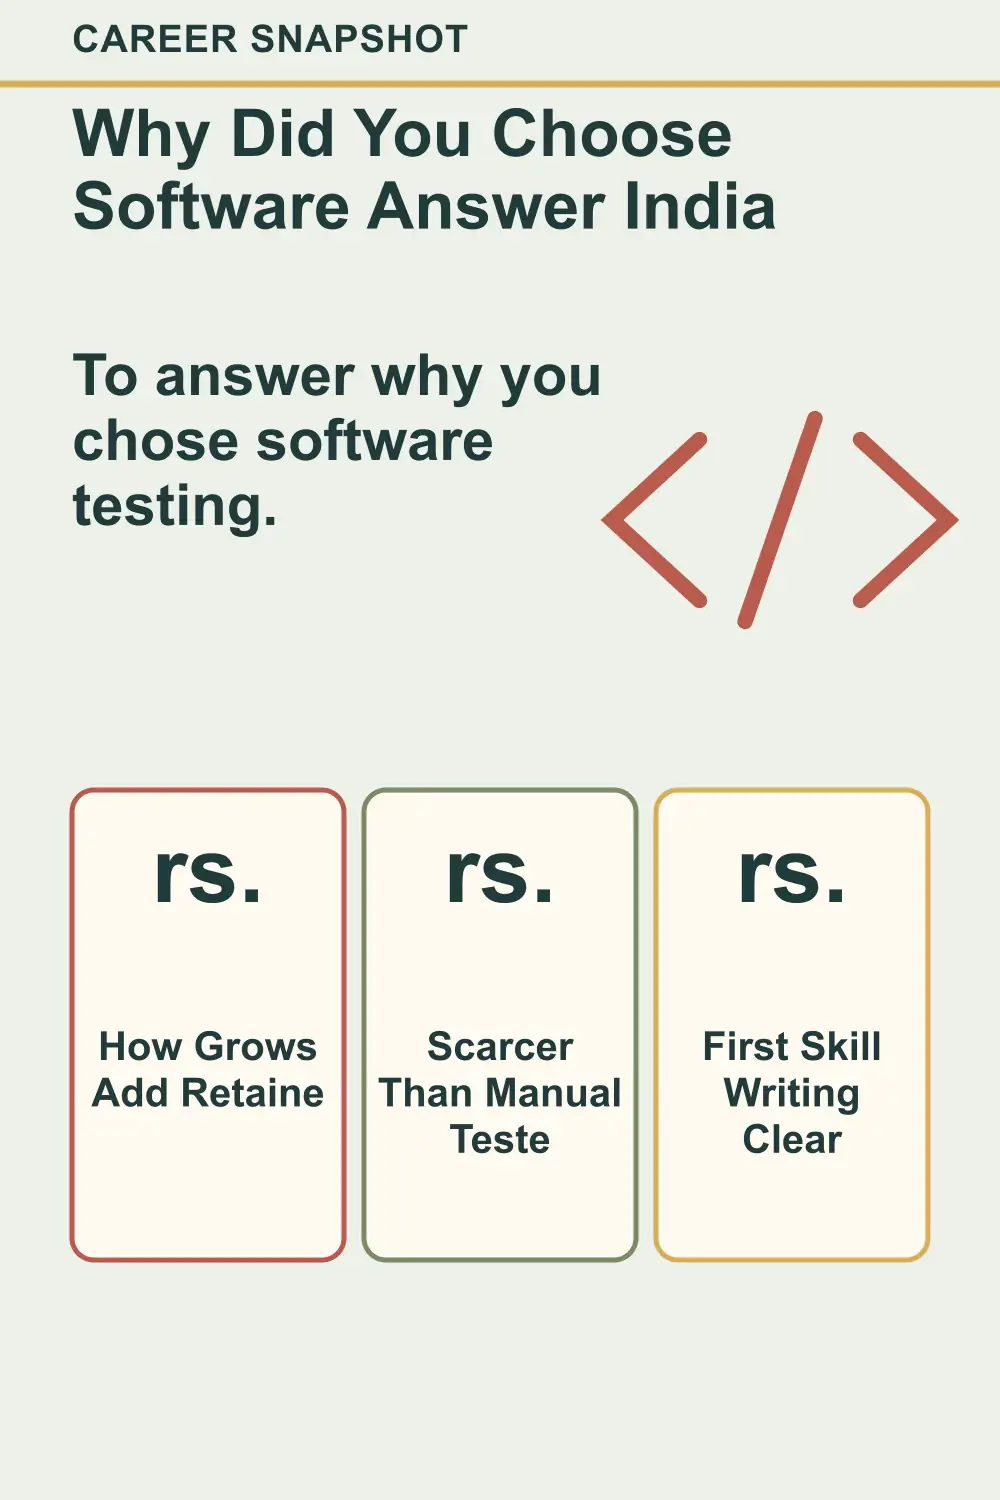 CAREER SNAPSHOT
Why Did You Choose
Software Answer India
To answer why you
chose software
testing.
rs.
How Grows
Add Retaine
rs.
Scarcer
Than Manual
Teste
rs.
First Skill
Writing
Clear